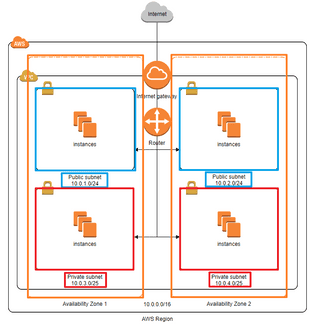 Internet
AWS
VPC
Internet gateway
Router
instances
instances
Public subnet
10.0.1.0/24
Public subnet
10.0.2.0/24
instances
instances
Private subnet
10.0.3.0/25
Private subnet
10.0.4.0/25
Availability Zone 1
10.0.0.0/16
Availability Zone 2
AWS Region